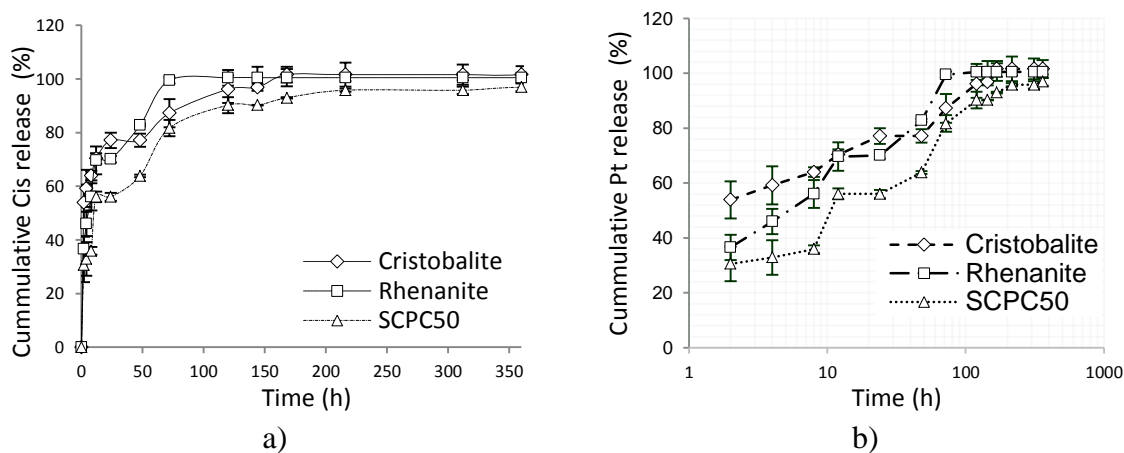 Cummulative Cis release (%)
120
100
80
60
40
20
0
Cristobalite
Rhenanite
SCPC50
0 50 100 150 200 250 300 350
Time (h)
a)
Cummulative Pt release (%)
120
100
80
60
40
20
0
Cristobalite
Rhenanite
SCPC50
1 10 100 1000
Time (h)
b)